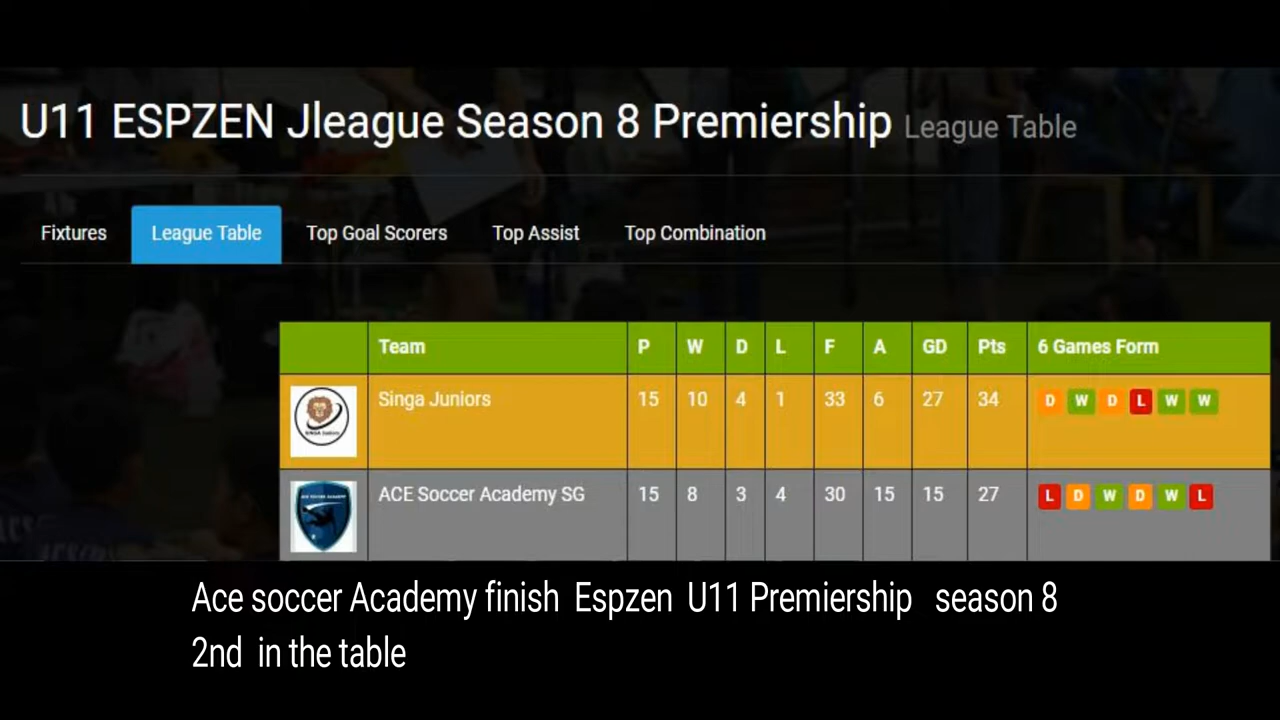 U11 ESPZEN Jleague Season 8 Premiership League Table
Fixtures League Table Top Goal Scorers Top Assist Top Combination
Team P W D L F A GD Pts 6 Games Form
Singa Juniors 15 10 4 1 33 6 27 34 D W D L W W
ACE Soccer Academy SG 15 8 3 4 30 15 15 27 L D W D W L
Ace soccer Academy finish Espzen U11 Premiership season 8
2nd in the table